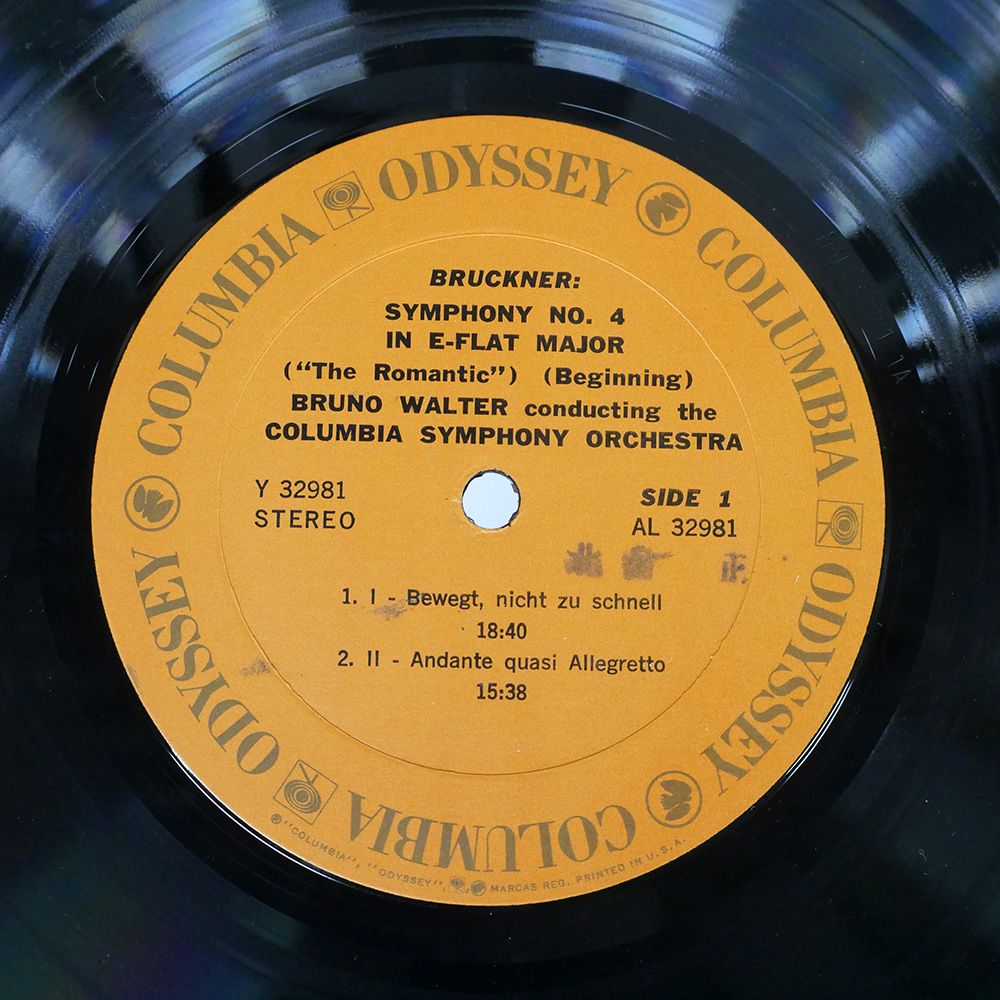 ODYSSEY
COLUMBIA
ODYSSEY
COLUMBIA
ODYSSEY
COLUMBIA
BRUCKNER:
SYMPHONY NO. 4
IN E-FLAT MAJOR
("The Romantic") (Beginning)
BRUNO WALTER conducting the
COLUMBIA SYMPHONY ORCHESTRA
Y 32981
STEREO
SIDE 1
AL 32981
1. I - Bewegt, nicht zu schnell
18:40
2. II - Andante quasi Allegretto
15:38
® "COLUMBIA", "ODYSSEY", MARCAS REG. PRINTED IN U.S.A.